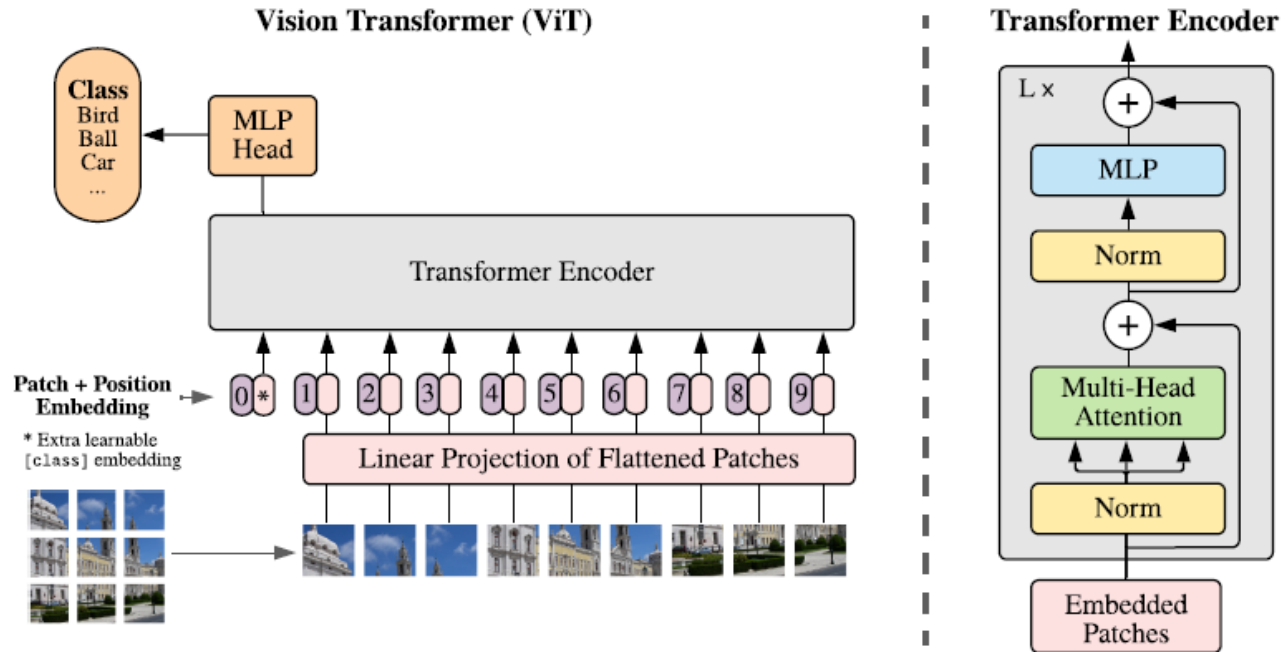 Vision Transformer (ViT)
Class
Bird
Ball
Car
...
MLP
Head
Transformer Encoder
Patch + Position
Embedding
0 * 1 2 3 4 5 6 7 8 9
* Extra learnable
[class] embedding
Linear Projection of Flattened Patches
Transformer Encoder
L ×
+
MLP
Norm
+
Multi-Head
Attention
Norm
Embedded
Patches